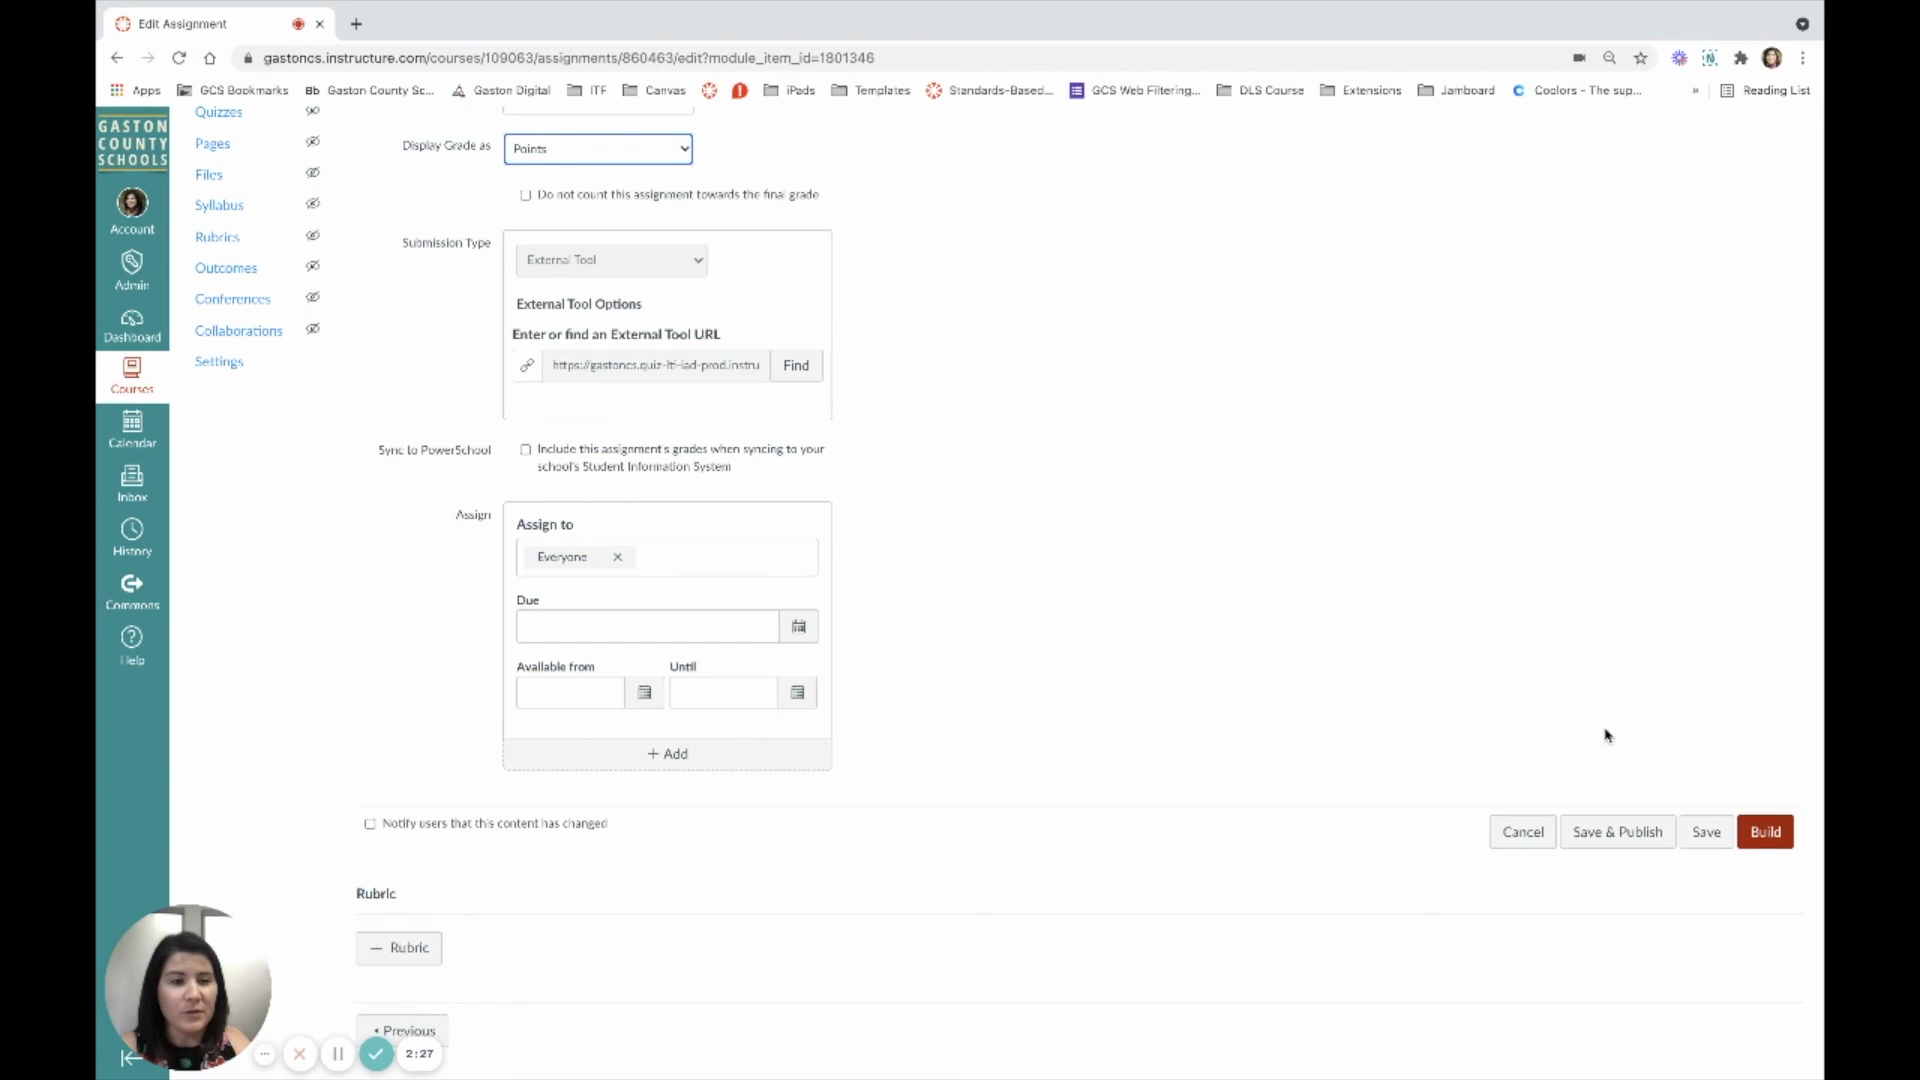 Edit Assignment
gastoncs.instructure.com/courses/109063/assignments/860463/edit?module_item_id=1801346
Apps
GCS Bookmarks
Bb Gaston County Sc...
Gaston Digital
ITF
Canvas
iPads
Templates
Standards-Based...
GCS Web Filtering...
DLS Course
Extensions
Jamboard
Coolors - The sup...
»
Reading List
GASTON
COUNTY
SCHOOLS
Account
Admin
Dashboard
Courses
Calendar
Inbox
History
Commons
Help
Quizzes
Pages
Files
Syllabus
Rubrics
Outcomes
Conferences
Collaborations
Settings
Display Grade as
Points
Do not count this assignment towards the final grade
Submission Type
External Tool
External Tool Options
Enter or find an External Tool URL
https://gastoncs.quiz-lti-iad-prod.instru
Find
Sync to PowerSchool
Include this assignment's grades when syncing to your
school's Student Information System
Assign
Assign to
Everyone
Due
Available from
Until
+ Add
Notify users that this content has changed
Cancel
Save & Publish
Save
Build
Rubric
— Rubric
Previous
2:27